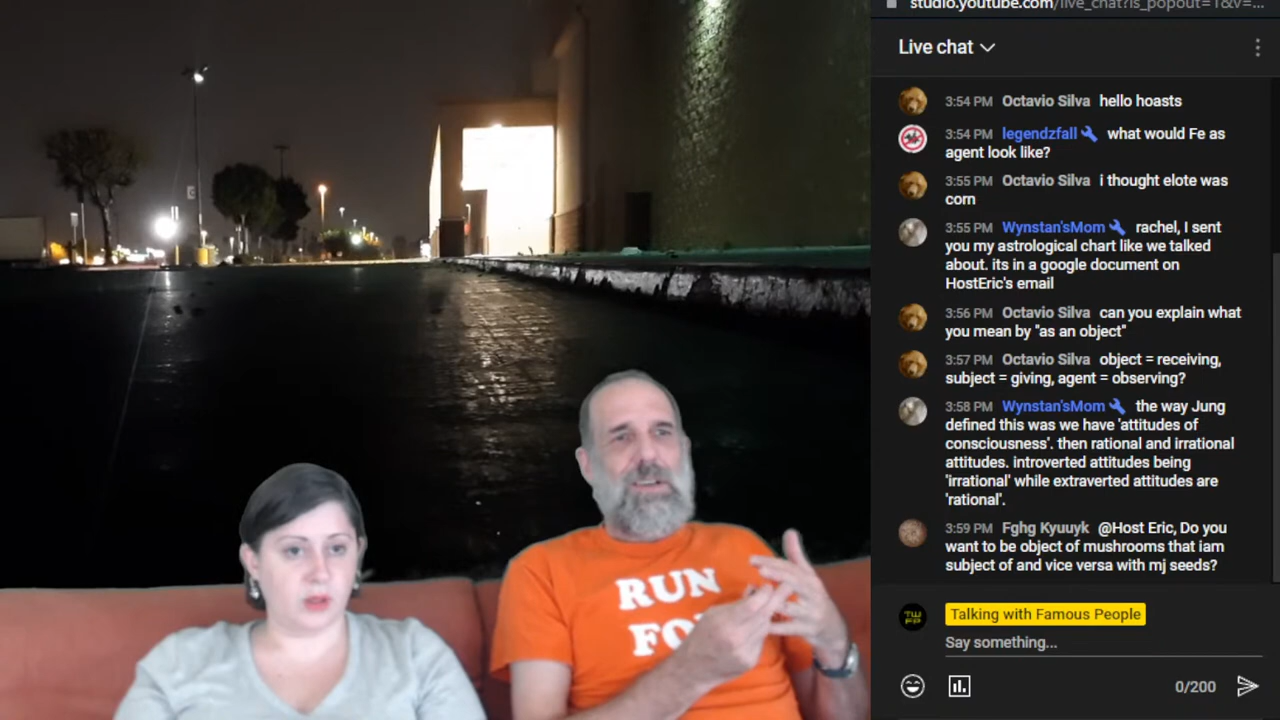 studio.youtube.com/live_chat?is_popout=1&v=...
Live chat
3:54 PM Octavio Silva hello hoasts
3:54 PM legendzfall what would Fe as
agent look like?
3:55 PM Octavio Silva i thought elote was
corn
3:55 PM Wynstan'sMom rachel, I sent
you my astrological chart like we talked
about. its in a google document on
HostEric's email
3:56 PM Octavio Silva can you explain what
you mean by "as an object"
3:57 PM Octavio Silva object = receiving,
subject = giving, agent = observing?
3:58 PM Wynstan'sMom the way Jung
defined this was we have 'attitudes of
consciousness'. then rational and irrational
attitudes. introverted attitudes being
'irrational' while extraverted attitudes are
'rational'.
3:59 PM Fghg Kyuuyk @Host Eric, Do you
want to be object of mushrooms that iam
subject of and vice versa with mj seeds?
TW
FP
Talking with Famous People
Say something...
0/200
RUN